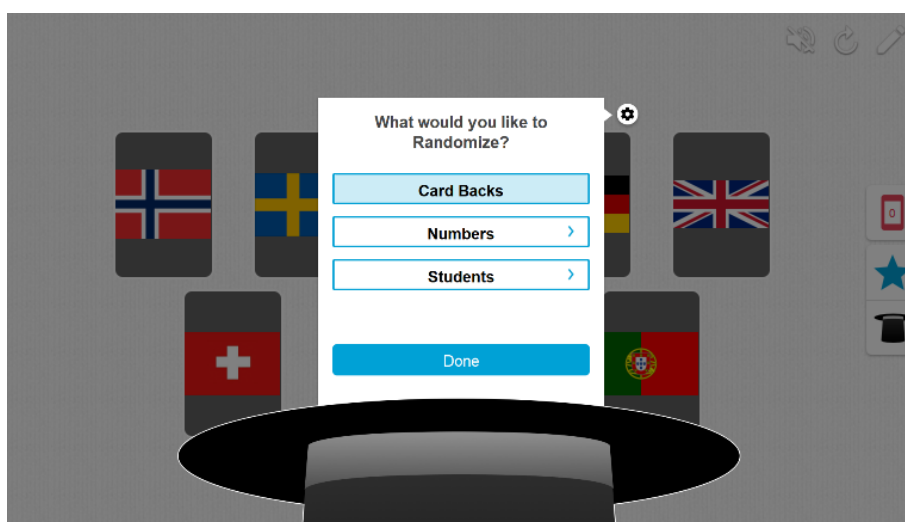 What would you like to
Randomize?
Card Backs
Numbers
Students
0
Done